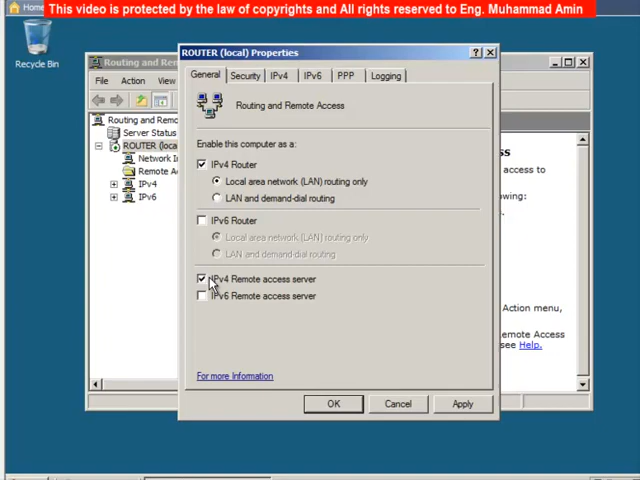 Home
This video is protected by the law of copyrights and All rights reserved to Eng. Muhammad Amin
Recycle Bin
Routing and Rem
File Action View
Routing and Remo
Server Status
ROUTER (loca
Network In
Remote Ac
IPv4
IPv6
ROUTER (local) Properties
General Security IPv4 IPv6 PPP Logging
Routing and Remote Access
Enable this computer as a:
IPv4 Router
Local area network (LAN) routing only
LAN and demand-dial routing
IPv6 Router
Local area network (LAN) routing only
LAN and demand-dial routing
IPv4 Remote access server
IPv6 Remote access server
For more information
OK Cancel Apply
ss
access to
wing:
Action menu,
Remote Access
see Help.